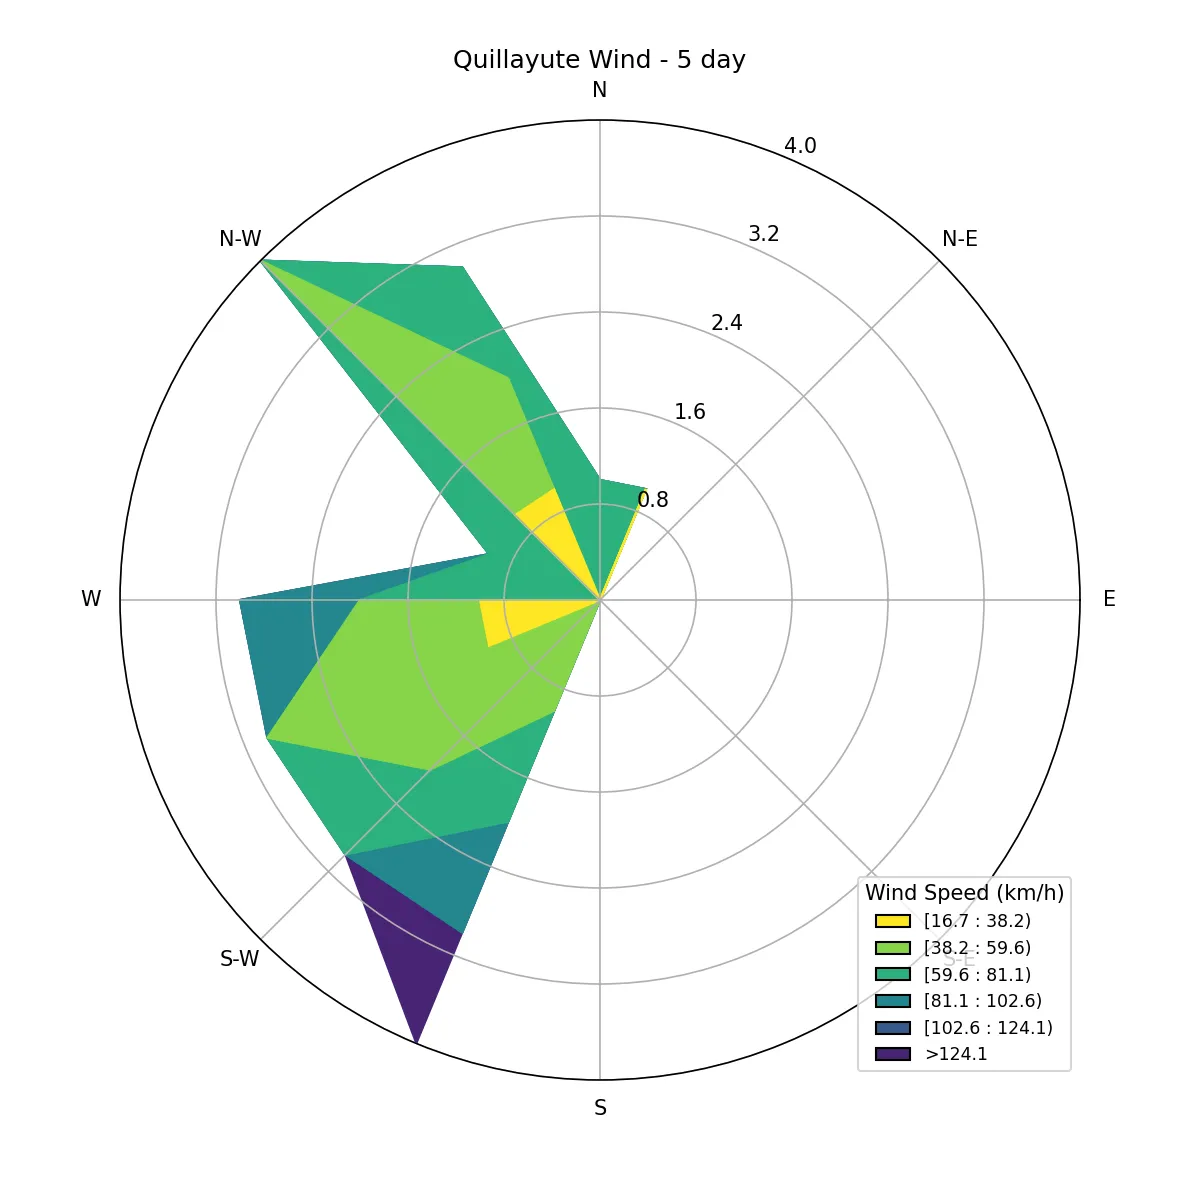 Quillayute Wind - 5 day
N
4.0
N-W
3.2
N-E
2.4
1.6
0.8
W
E
Wind Speed (km/h)
[16.7 : 38.2)
[38.2 : 59.6)
S-W
S-E
[59.6 : 81.1)
[81.1 : 102.6)
[102.6 : 124.1)
>124.1
S